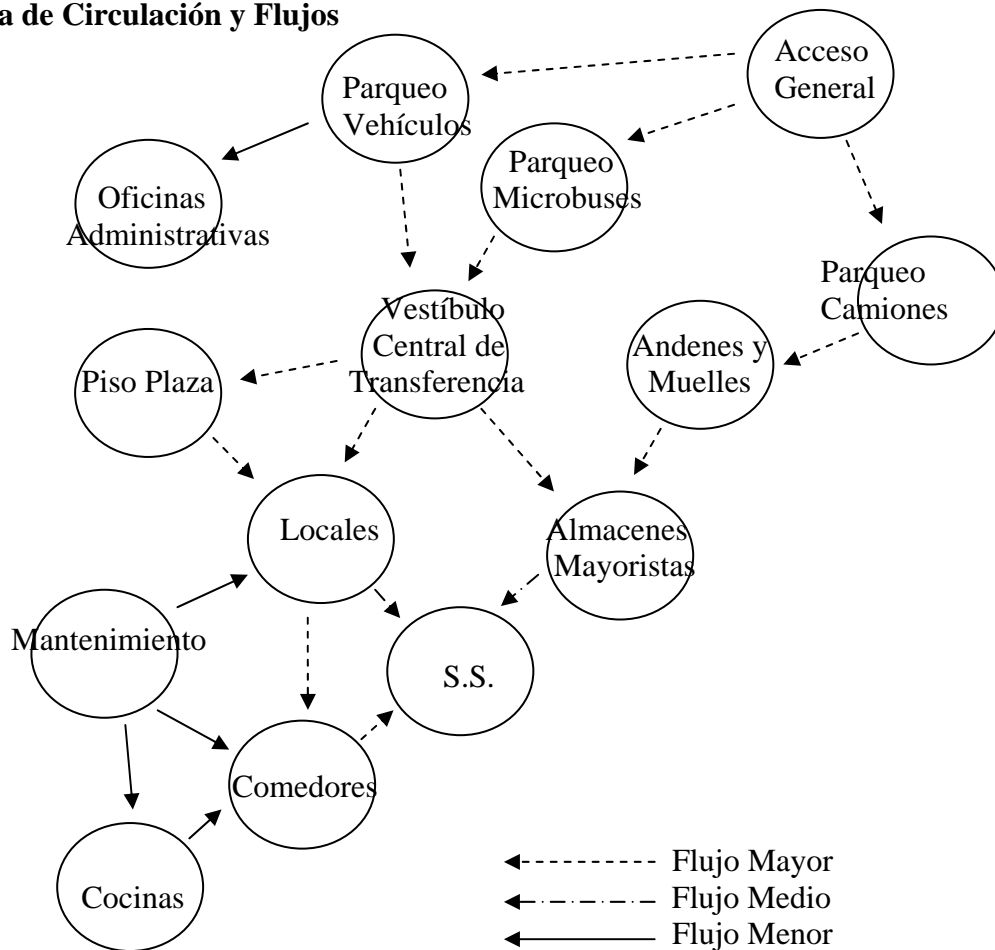 a de Circulación y Flujos
Acceso
General
Parqueo
Vehículos
Parqueo
Microbuses
Oficinas
Administrativas
Parqueo
Camiones
Vestíbulo
Central de
Transferencia
Andenes y
Muelles
Piso Plaza
Locales
Almacenes
Mayoristas
Mantenimiento
S.S.
Comedores
Cocinas
Flujo Mayor
Flujo Medio
Flujo Menor